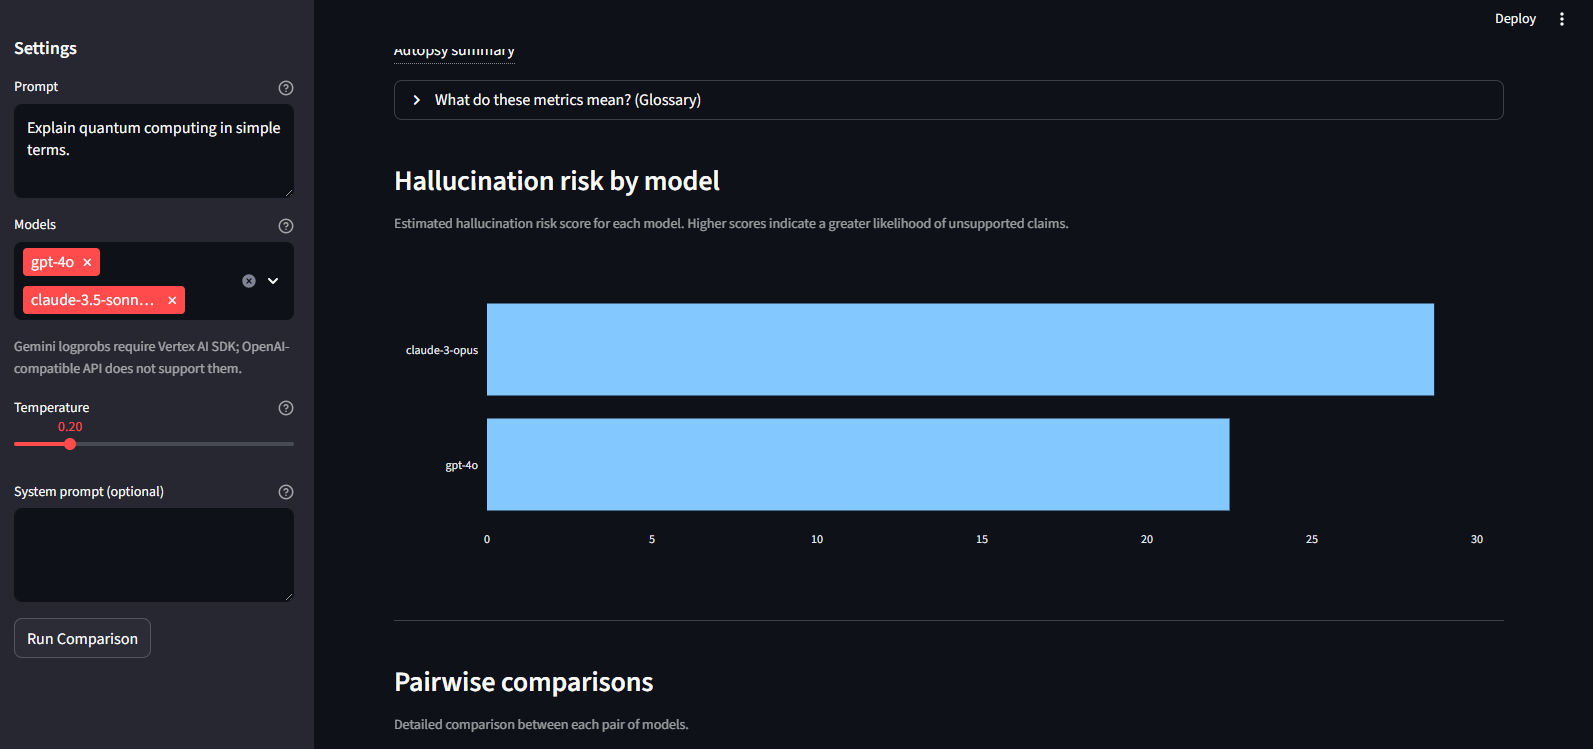 Deploy
Settings
Prompt
Explain quantum computing in simple
terms.
Models
gpt-4o
claude-3.5-sonn...
Gemini logprobs require Vertex AI SDK; OpenAI-
compatible API does not support them.
Temperature
0.20
System prompt (optional)
Run Comparison
Autopsy summary
What do these metrics mean? (Glossary)
Hallucination risk by model
Estimated hallucination risk score for each model. Higher scores indicate a greater likelihood of unsupported claims.
claude-3-opus
gpt-4o
0 5 10 15 20 25 30
Pairwise comparisons
Detailed comparison between each pair of models.